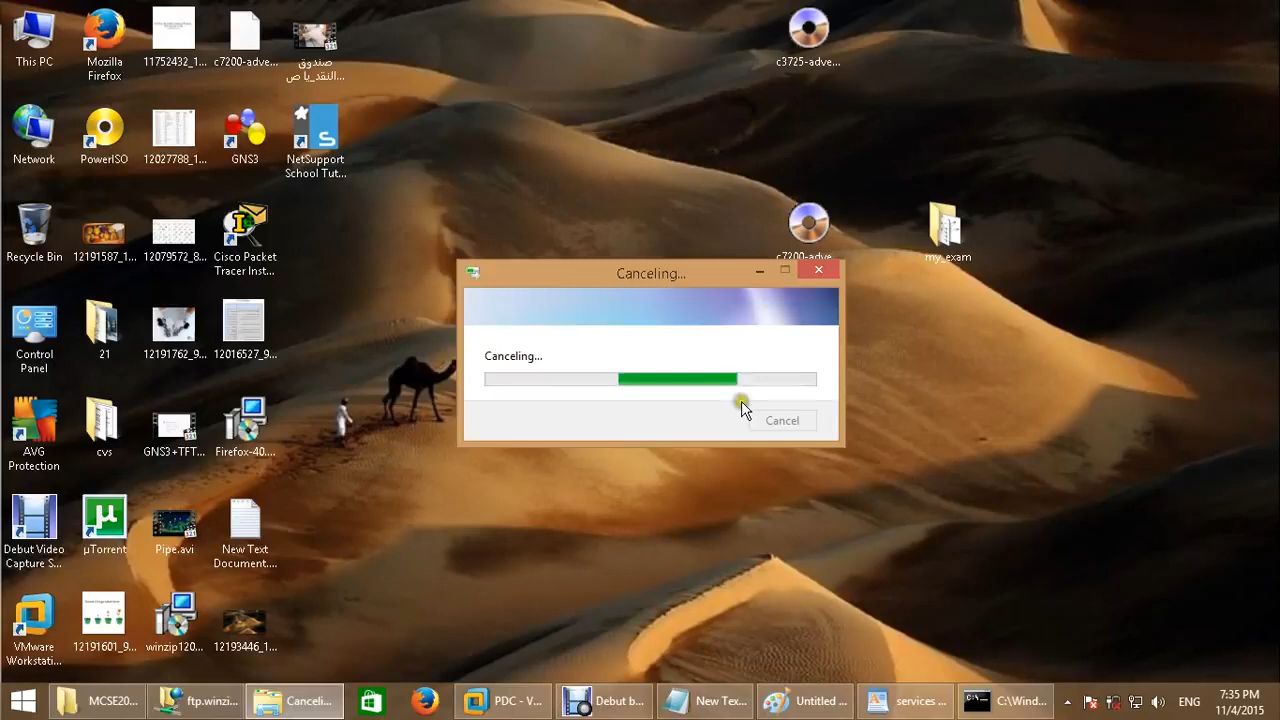 This PC
Mozilla
Firefox
11752432_1...
c7200-adve...
صندوق
النقد_يا ص...
c3725-adve...
Network
PowerISO
12027788_1...
GNS3
NetSupport
School Tut...
Recycle Bin
12191587_1...
12079572_8...
Cisco Packet
Tracer Inst...
c7200-adve...
my_exam
Canceling...
Canceling...
Cancel
Control
Panel
21
12191762_9...
12016527_9...
AVG
Protection
cvs
GNS3+TFT...
Firefox-40....
Debut Video
Capture S...
µTorrent
Pipe.avi
New Text
Document....
VMware
Workstati...
12191601_9...
winzip120...
12193446_1...
MCSE20...
ftp.winzi...
Canceli...
PDC - V...
Debut b...
New Tex...
Untitled ...
services ...
C:\Wind...
ENG
7:35 PM
11/4/2015